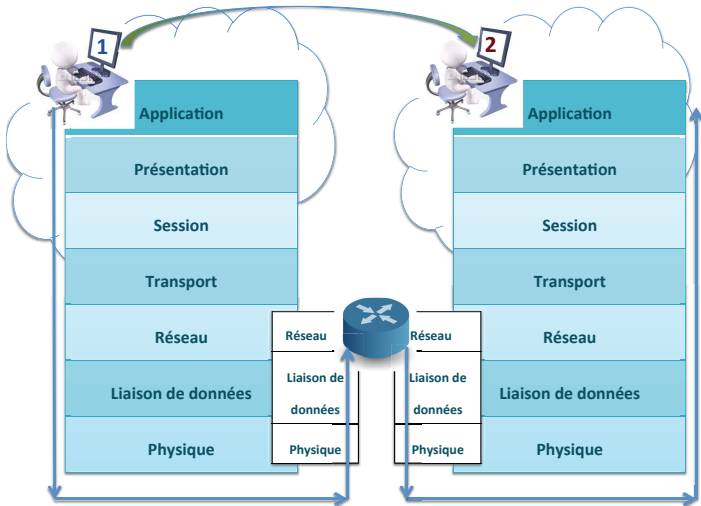 1
Application
Présentation
Session
Transport
Réseau
Liaison de données
Physique
Réseau
Liaison de
données
Physique
Réseau
Liaison de
données
Physique
2
Application
Présentation
Session
Transport
Réseau
Liaison de données
Physique